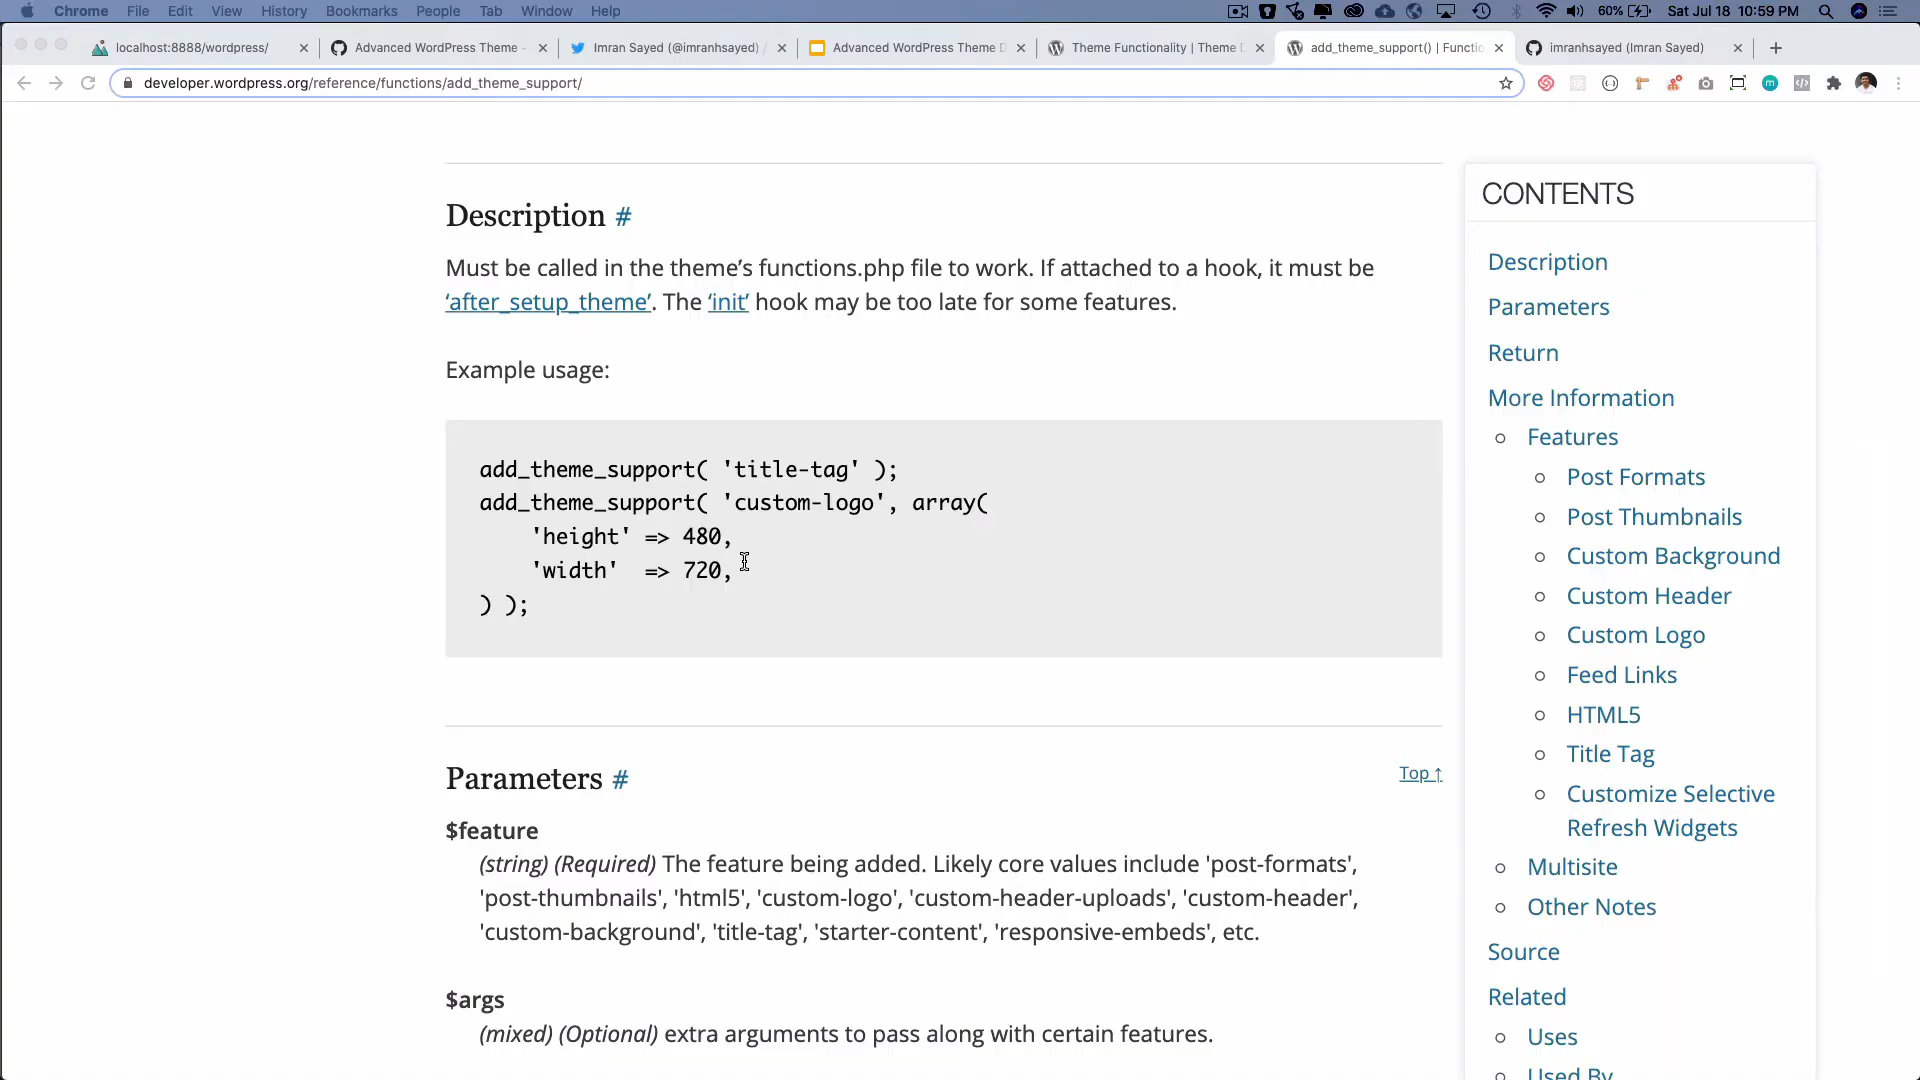 Chrome File Edit View History Bookmarks People Tab Window Help 60% Sat Jul 18 10:59 PM
localhost:8888/wordpress/ Advanced WordPress Theme - Imran Sayed (@imranhsayed) / Advanced WordPress Theme D Theme Functionality | Theme D add_theme_support() | Functio imranhsayed (Imran Sayed)
developer.wordpress.org/reference/functions/add_theme_support/
Description #
Must be called in the theme’s functions.php file to work. If attached to a hook, it must be
‘after_setup_theme’. The ‘init’ hook may be too late for some features.
Example usage:
add_theme_support( 'title-tag' );
add_theme_support( 'custom-logo', array(
'height' => 480,
'width' => 720,
) );
Parameters #
Top ↑
$feature
(string) (Required) The feature being added. Likely core values include 'post-formats',
'post-thumbnails', 'html5', 'custom-logo', 'custom-header-uploads', 'custom-header',
'custom-background', 'title-tag', 'starter-content', 'responsive-embeds', etc.
$args
(mixed) (Optional) extra arguments to pass along with certain features.
CONTENTS
Description
Parameters
Return
More Information
Features
Post Formats
Post Thumbnails
Custom Background
Custom Header
Custom Logo
Feed Links
HTML5
Title Tag
Customize Selective
Refresh Widgets
Multisite
Other Notes
Source
Related
Uses
Used By